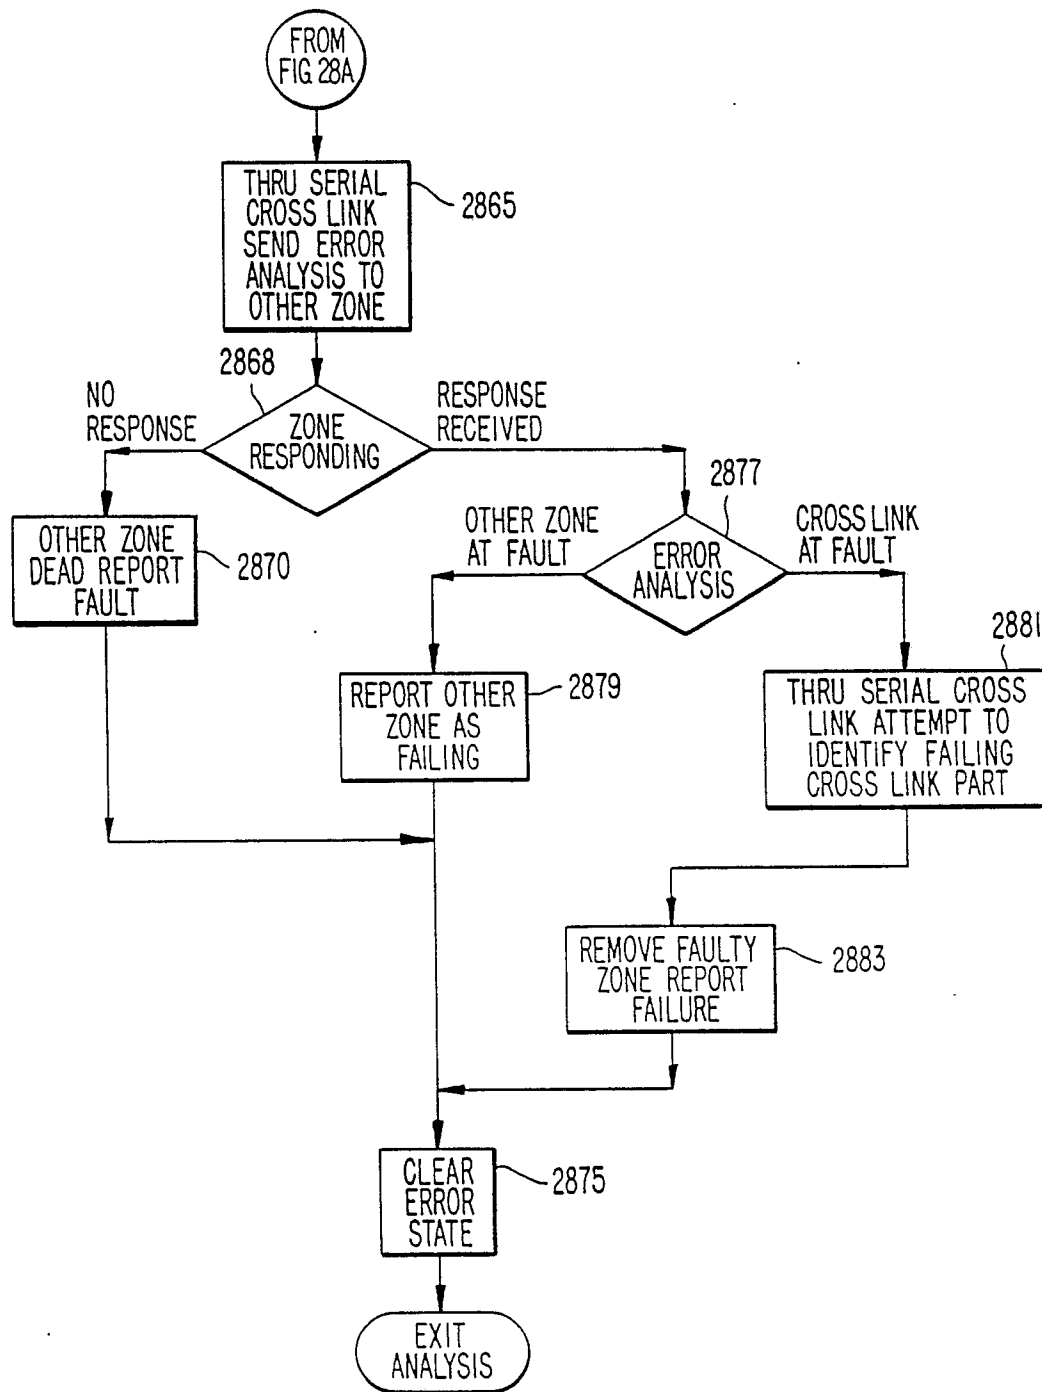 FROM
FIG. 28A
THRU SERIAL
CROSS LINK
SEND ERROR
ANALYSIS TO
OTHER ZONE
2865
2868
NO
RESPONSE
ZONE
RESPONDING
RESPONSE
RECEIVED
2877
OTHER ZONE
AT FAULT
ERROR
ANALYSIS
CROSS LINK
AT FAULT
OTHER ZONE
DEAD REPORT
FAULT
2870
2881
REPORT OTHER
ZONE AS
FAILING
2879
THRU SERIAL CROSS
LINK ATTEMPT TO
IDENTIFY FAILING
CROSS LINK PART
REMOVE FAULTY
ZONE REPORT
FAILURE
2883
CLEAR
ERROR
STATE
2875
EXIT
ANALYSIS